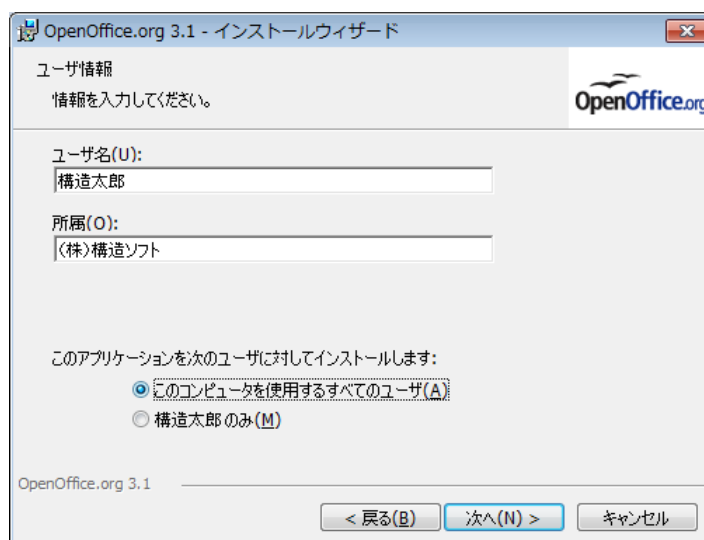 OpenOffice.org 3.1 - インストールウィザード
ユーザ情報
情報を入力してください。
OpenOffice.org
ユーザ名(U):
構造太郎
所属(O):
(株)構造ソフト
このアプリケーションを次のユーザに対してインストールします:
このコンピュータを使用するすべてのユーザ(A)
構造太郎 のみ(M)
OpenOffice.org 3.1
< 戻る(B) 次へ(N) > キャンセル